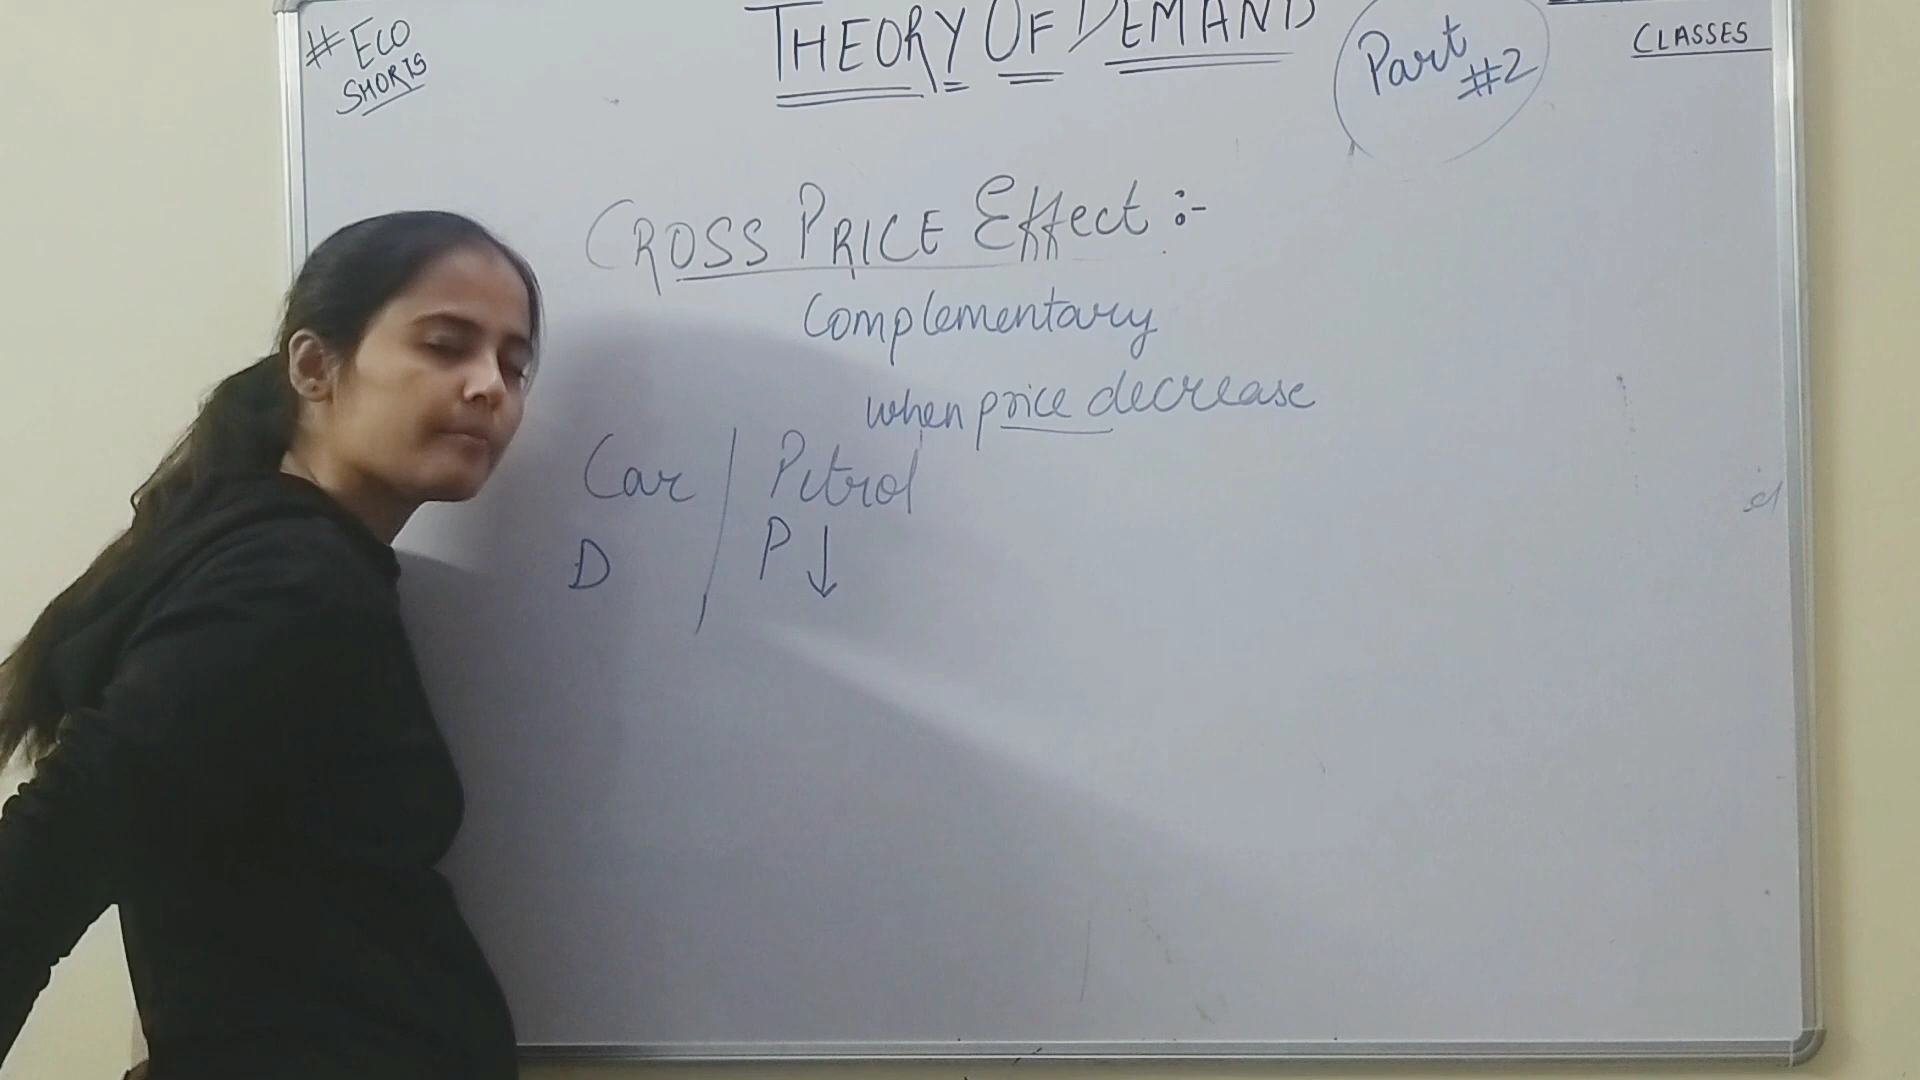 # ECO
SHORTS
THEORY OF DEMAND
Part
#2
CLASSES
CROSS PRICE Effect :-
Complementary
when price decrease
Car / Petrol
D P ↓